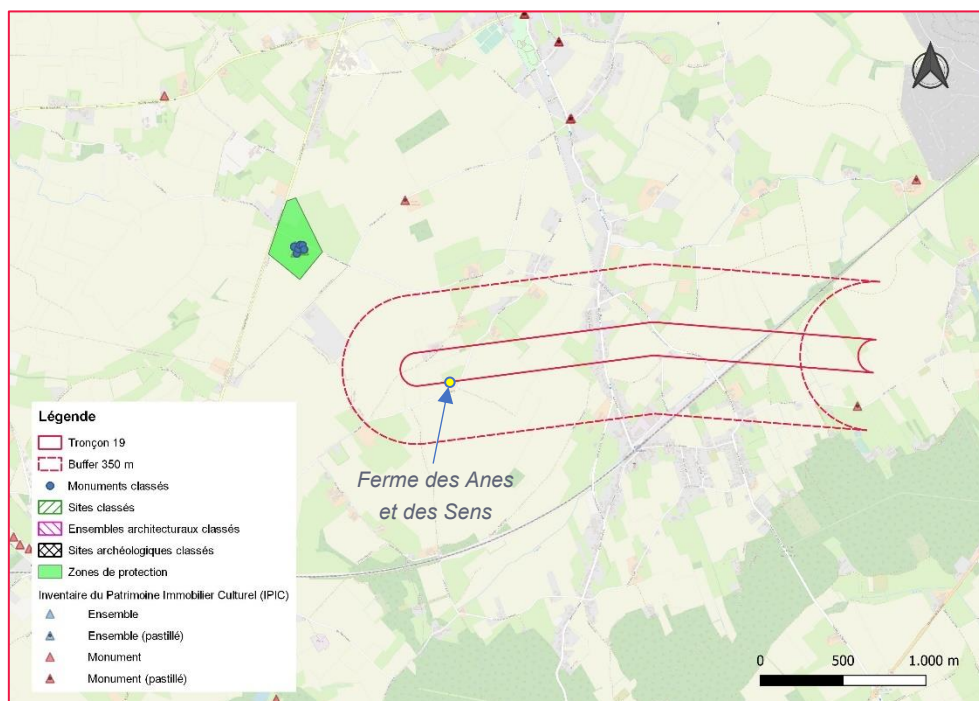 Ferme des Anes
et des Sens
Légende
Tronçon 19
Buffer 350 m
Monuments classés
Sites classés
Ensembles architecturaux classés
Sites archéologiques classés
Zones de protection
Inventaire du Patrimoine Immobilier Culturel (IPIC)
Ensemble
Ensemble (pastillé)
Monument
Monument (pastillé)
0 500 1.000 m